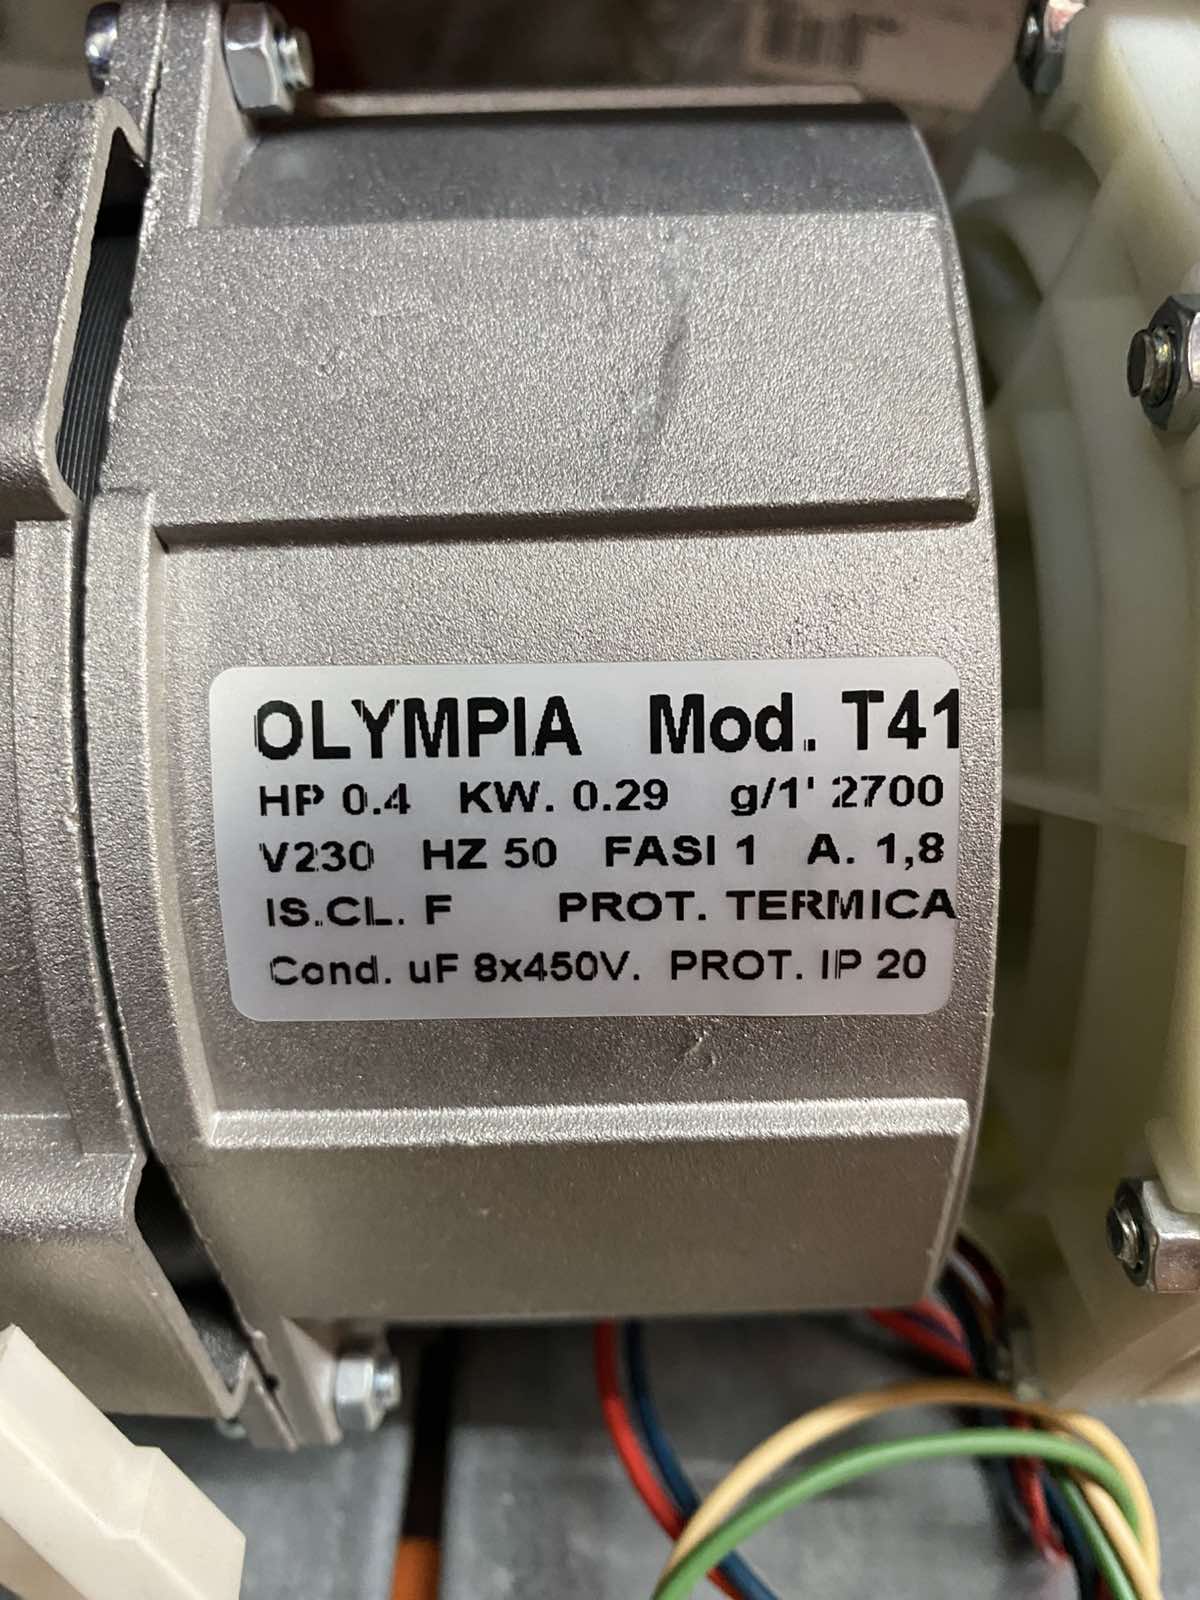 OLYMPIA Mod. T41
HP 0.4 KW. 0.29 g/1' 2700
V230 HZ 50 FASI 1 A. 1,8
IS.CL. F PROT. TERMICA
Cond. uF 8x450V. PROT. IP 20